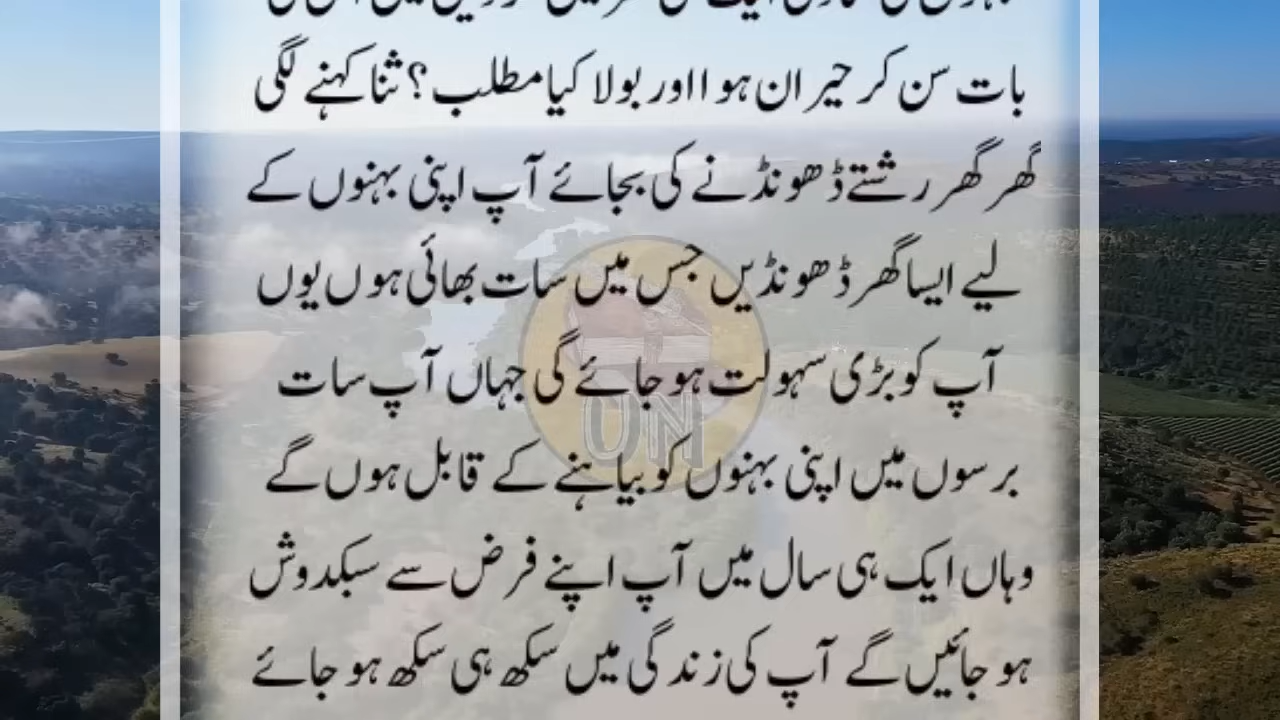 بات سن کر حیران ہوا اور بولا کیا مطلب؟ ثنا کہنے لگی
گھر گھر رشتے ڈھونڈنے کی بجائے آپ اپنی بہنوں کے
لیے ایسا گھر ڈھونڈیں جس میں سات بھائی ہوں یوں
آپ کو بڑی سہولت ہو جائے گی جہاں آپ سات
برسوں میں اپنی بہنوں کو بیاہنے کے قابل ہوں گے
وہاں ایک ہی سال میں آپ اپنے فرض سے سبکدوش
ہو جائیں گے آپ کی زندگی میں سکھ ہی سکھ ہو جائے
UN